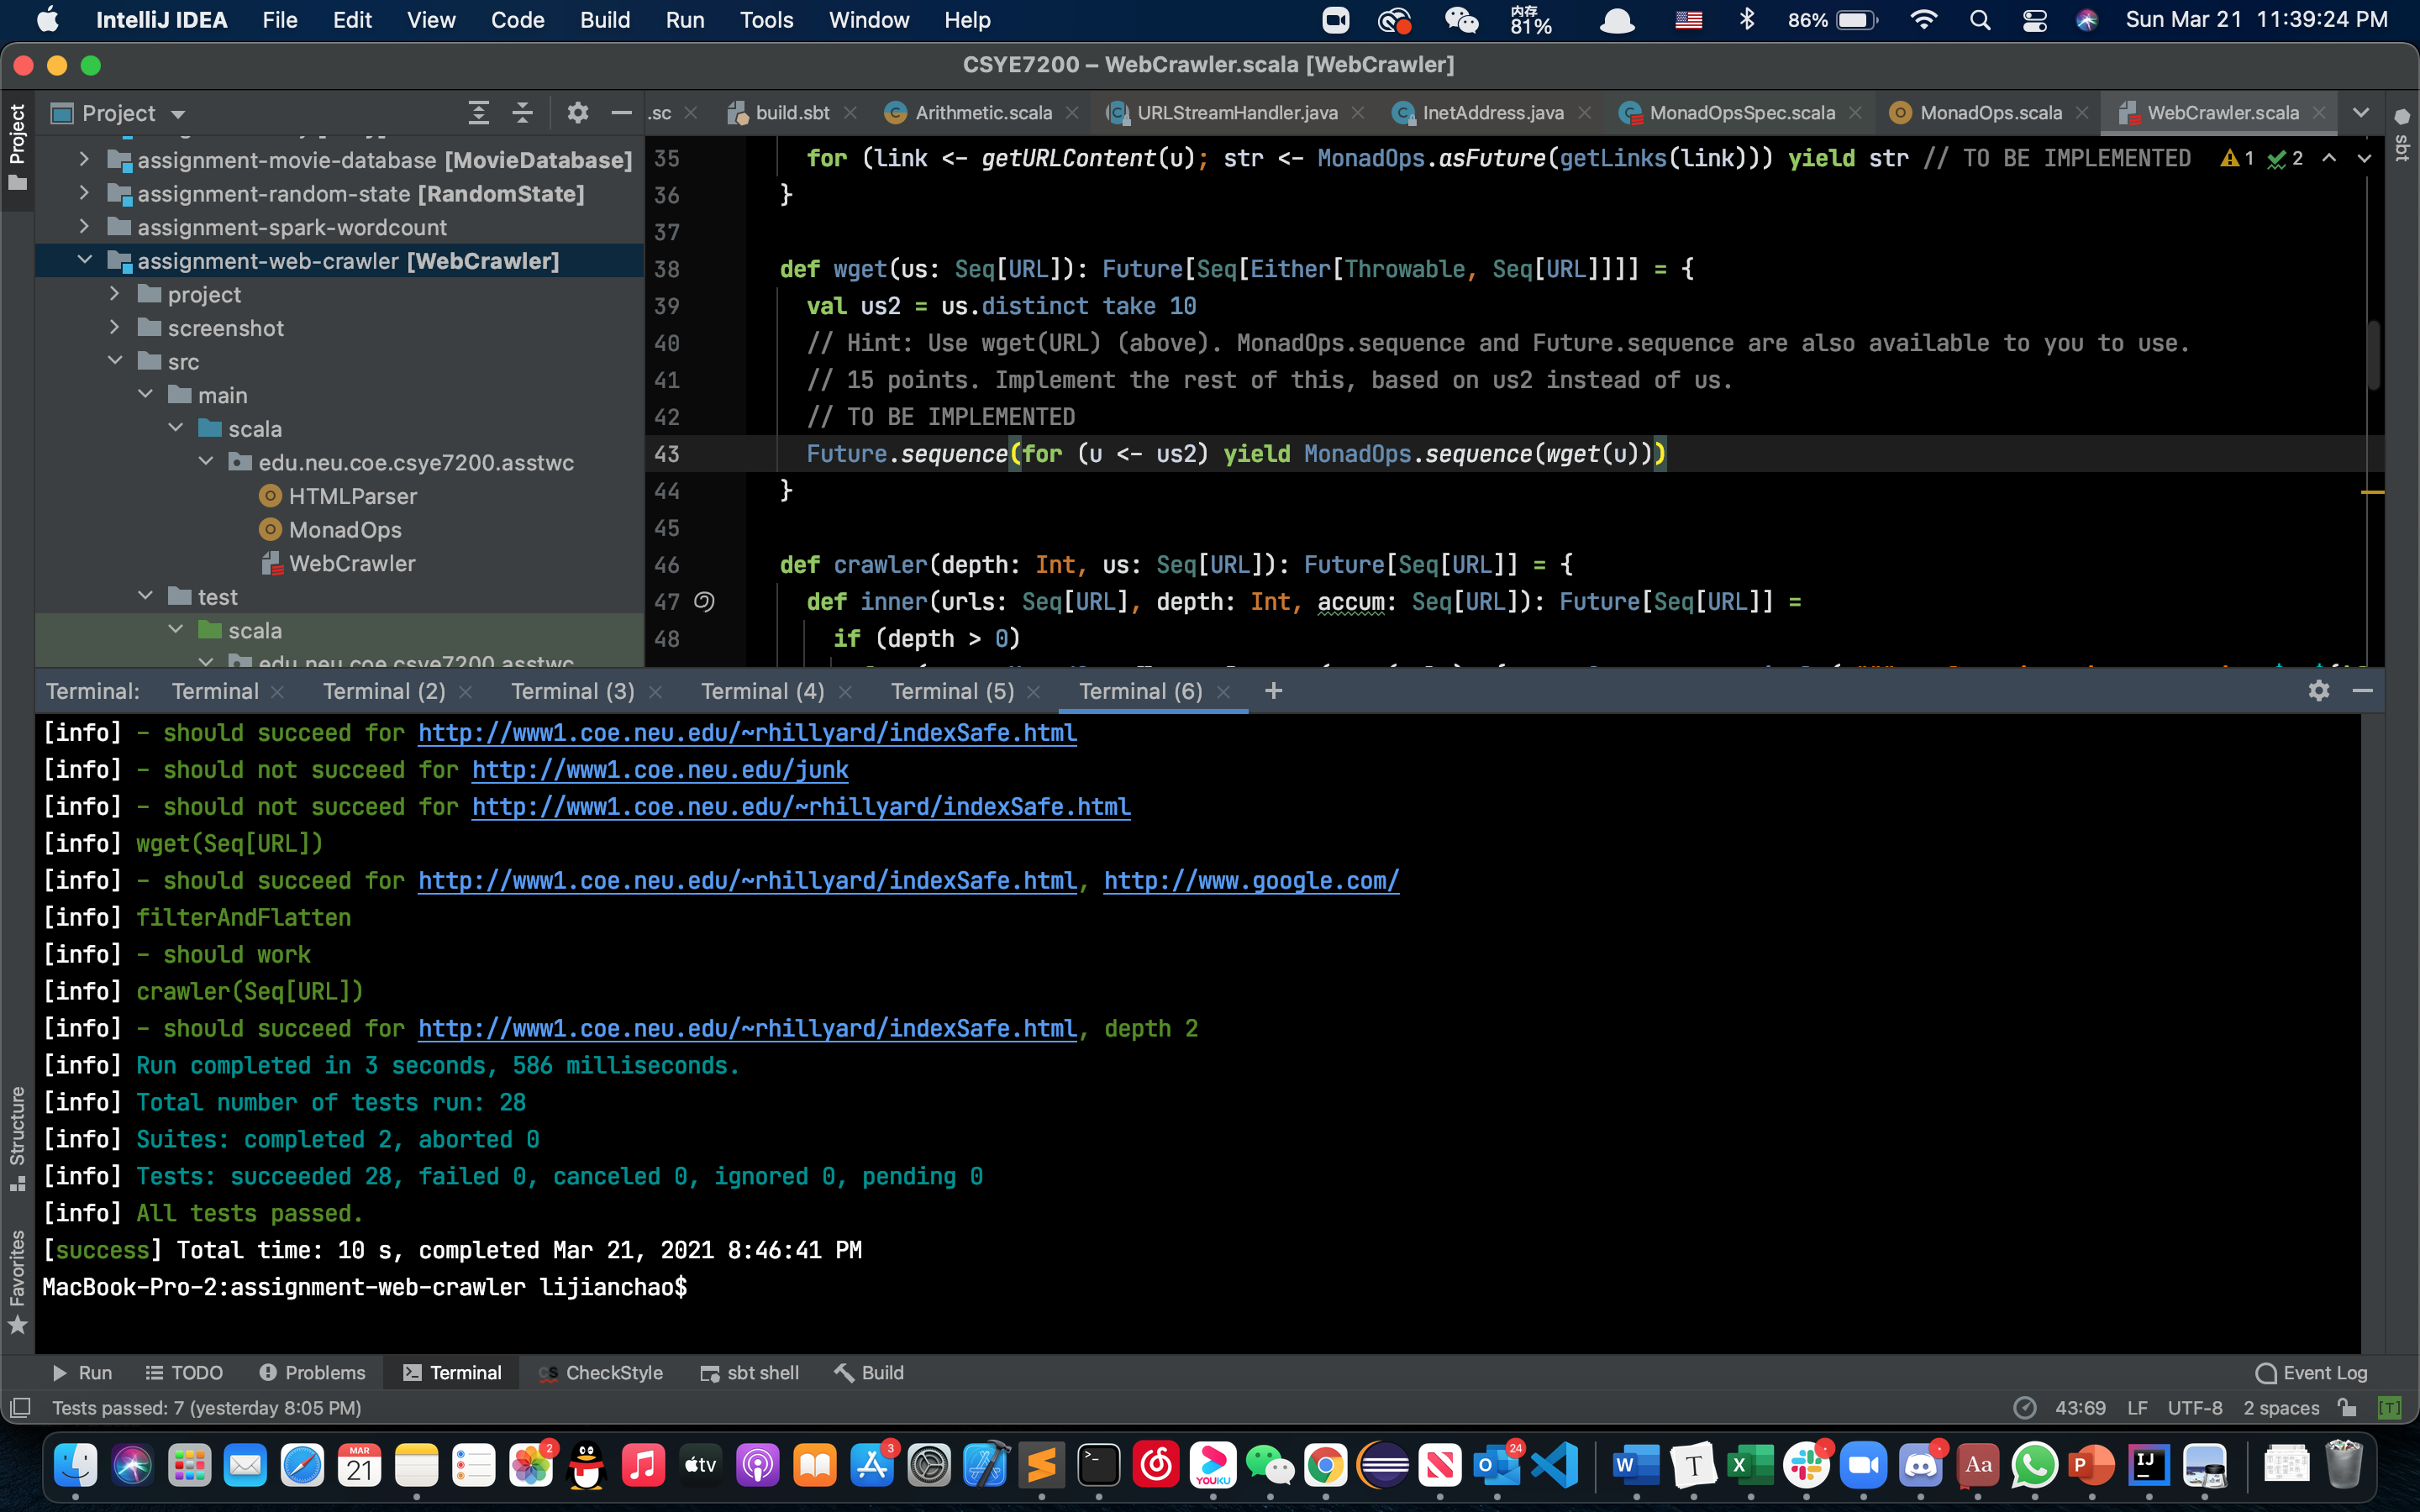 IntelliJ IDEA File Edit View Code Build Run Tools Window Help 内存 81% 86% Sun Mar 21 11:39:24 PM
CSYE7200 – WebCrawler.scala [WebCrawler]
Project
Project
.sc build.sbt Arithmetic.scala URLStreamHandler.java InetAddress.java MonadOpsSpec.scala MonadOps.scala WebCrawler.scala
sbt
assignment-movie-database [MovieDatabase]
assignment-random-state [RandomState]
assignment-spark-wordcount
assignment-web-crawler [WebCrawler]
project
screenshot
src
main
scala
edu.neu.coe.csye7200.asstwc
HTMLParser
MonadOps
WebCrawler
test
scala
edu.neu.coe.csye7200.asstwc
35 for (link <- getURLContent(u); str <- MonadOps.asFuture(getLinks(link))) yield str // TO BE IMPLEMENTED 1 2
36 }
37
38 def wget(us: Seq[URL]): Future[Seq[Either[Throwable, Seq[URL]]]] = {
39 val us2 = us.distinct take 10
40 // Hint: Use wget(URL) (above). MonadOps.sequence and Future.sequence are also available to you to use.
41 // 15 points. Implement the rest of this, based on us2 instead of us.
42 // TO BE IMPLEMENTED
43 Future.sequence(for (u <- us2) yield MonadOps.sequence(wget(u)))
44 }
45
46 def crawler(depth: Int, us: Seq[URL]): Future[Seq[URL]] = {
47 def inner(urls: Seq[URL], depth: Int, accum: Seq[URL]): Future[Seq[URL]] =
48 if (depth > 0)
Terminal: Terminal Terminal (2) Terminal (3) Terminal (4) Terminal (5) Terminal (6) +
[info] - should succeed for http://www1.coe.neu.edu/~rhillyard/indexSafe.html
[info] - should not succeed for http://www1.coe.neu.edu/junk
[info] - should not succeed for http://www1.coe.neu.edu/~rhillyard/indexSafe.html
[info] wget(Seq[URL])
[info] - should succeed for http://www1.coe.neu.edu/~rhillyard/indexSafe.html, http://www.google.com/
[info] filterAndFlatten
[info] - should work
[info] crawler(Seq[URL])
[info] - should succeed for http://www1.coe.neu.edu/~rhillyard/indexSafe.html, depth 2
[info] Run completed in 3 seconds, 586 milliseconds.
[info] Total number of tests run: 28
[info] Suites: completed 2, aborted 0
[info] Tests: succeeded 28, failed 0, canceled 0, ignored 0, pending 0
[info] All tests passed.
[success] Total time: 10 s, completed Mar 21, 2021 8:46:41 PM
MacBook-Pro-2:assignment-web-crawler lijianchao$
Structure
Favorites
Run TODO Problems Terminal CheckStyle sbt shell Build Event Log
Tests passed: 7 (yesterday 8:05 PM) 43:69 LF UTF-8 2 spaces [T]
MAR 21 2 tv 3 YOUKU 24 W T X Aa P IJ